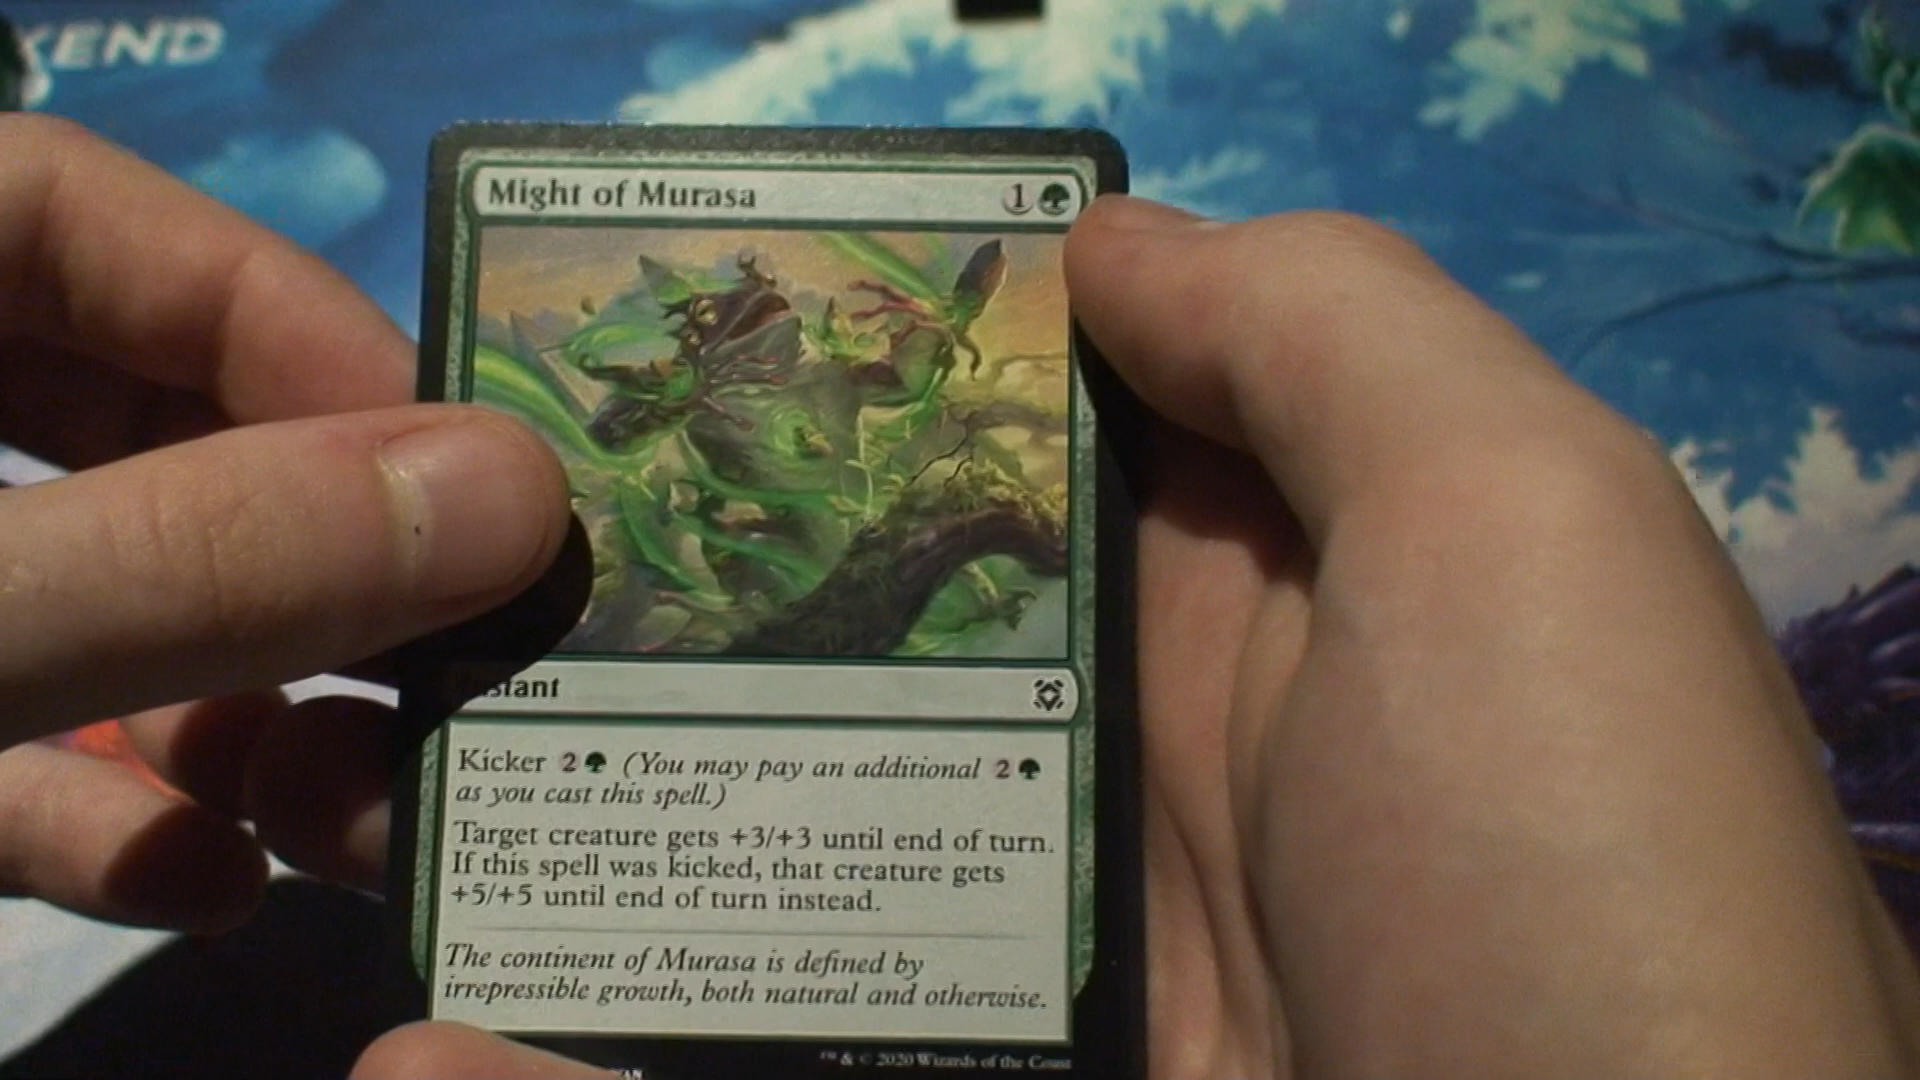 KEND
Might of Murasa 1
Kicker 2 (You may pay an additional 2
as you cast this spell.)
Target creature gets +3/+3 until end of turn.
If this spell was kicked, that creature gets
+5/+5 until end of turn instead.
The continent of Murasa is defined by
irrepressible growth, both natural and otherwise.
™ & © 2020 Wizards of the Coast